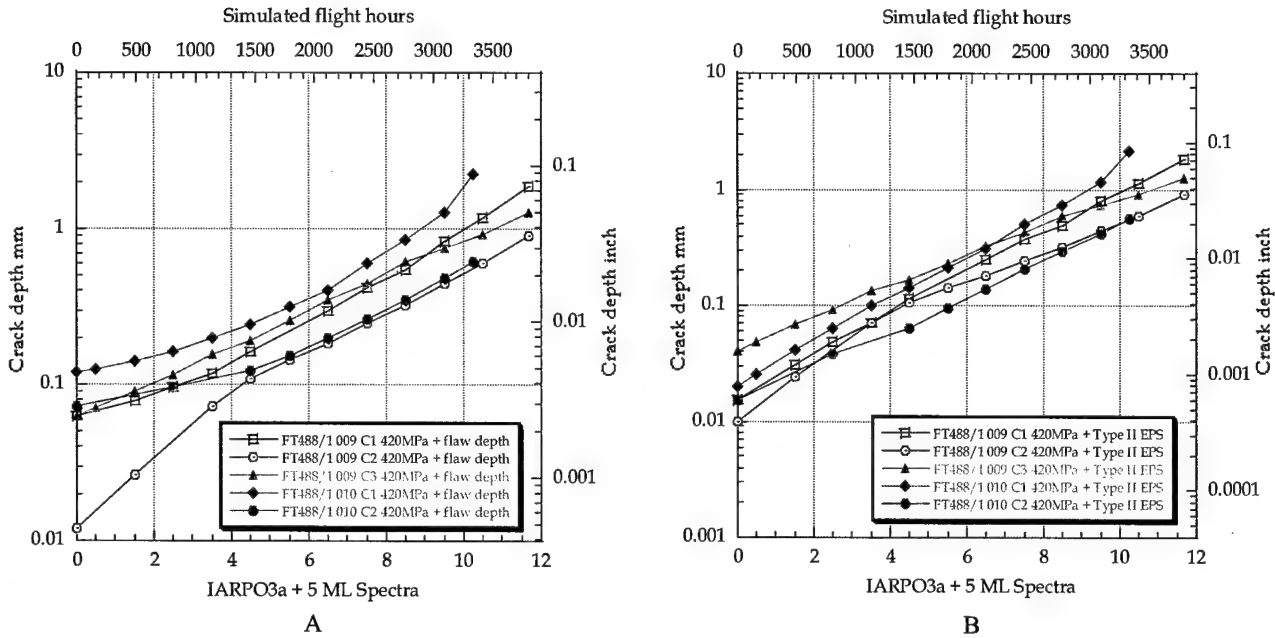 Simulated flight hours
0 500 1000 1500 2000 2500 3000 3500
10
1
0.1
0.01
Crack depth mm
0.1
0.01
0.001
Crack depth inch
FT488/1 009 C1 420MPa + flaw depth
FT488/1 009 C2 420MPa + flaw depth
FT488/1 009 C3 420MPa + flaw depth
FT488/1 010 C1 420MPa + flaw depth
FT488/1 010 C2 420MPa + flaw depth
0 2 4 6 8 10 12
IARPO3a + 5 ML Spectra
A
Simulated flight hours
0 500 1000 1500 2000 2500 3000 3500
10
1
0.1
0.01
0.001
Crack depth mm
0.1
0.01
0.001
0.0001
Crack depth inch
FT488/1 009 C1 420MPa + Type II EPS
FT488/1 009 C2 420MPa + Type II EPS
FT488/1 009 C3 420MPa + Type II EPS
FT488/1 010 C1 420MPa + Type II EPS
FT488/1 010 C2 420MPa + Type II EPS
0 2 4 6 8 10 12
IARPO3a + 5 ML Spectra
B